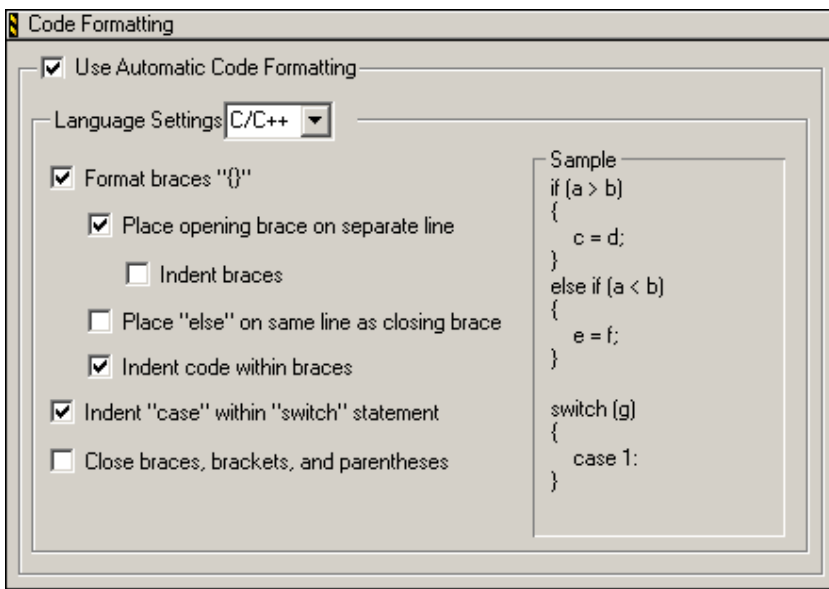 Code Formatting
Use Automatic Code Formatting
Language Settings C/C++
Format braces "{}"
Place opening brace on separate line
Indent braces
Place "else" on same line as closing brace
Indent code within braces
Indent "case" within "switch" statement
Close braces, brackets, and parentheses
Sample
if (a > b)
{
    c = d;
}
else if (a < b)
{
    e = f;
}

switch (g)
{
    case 1:
}